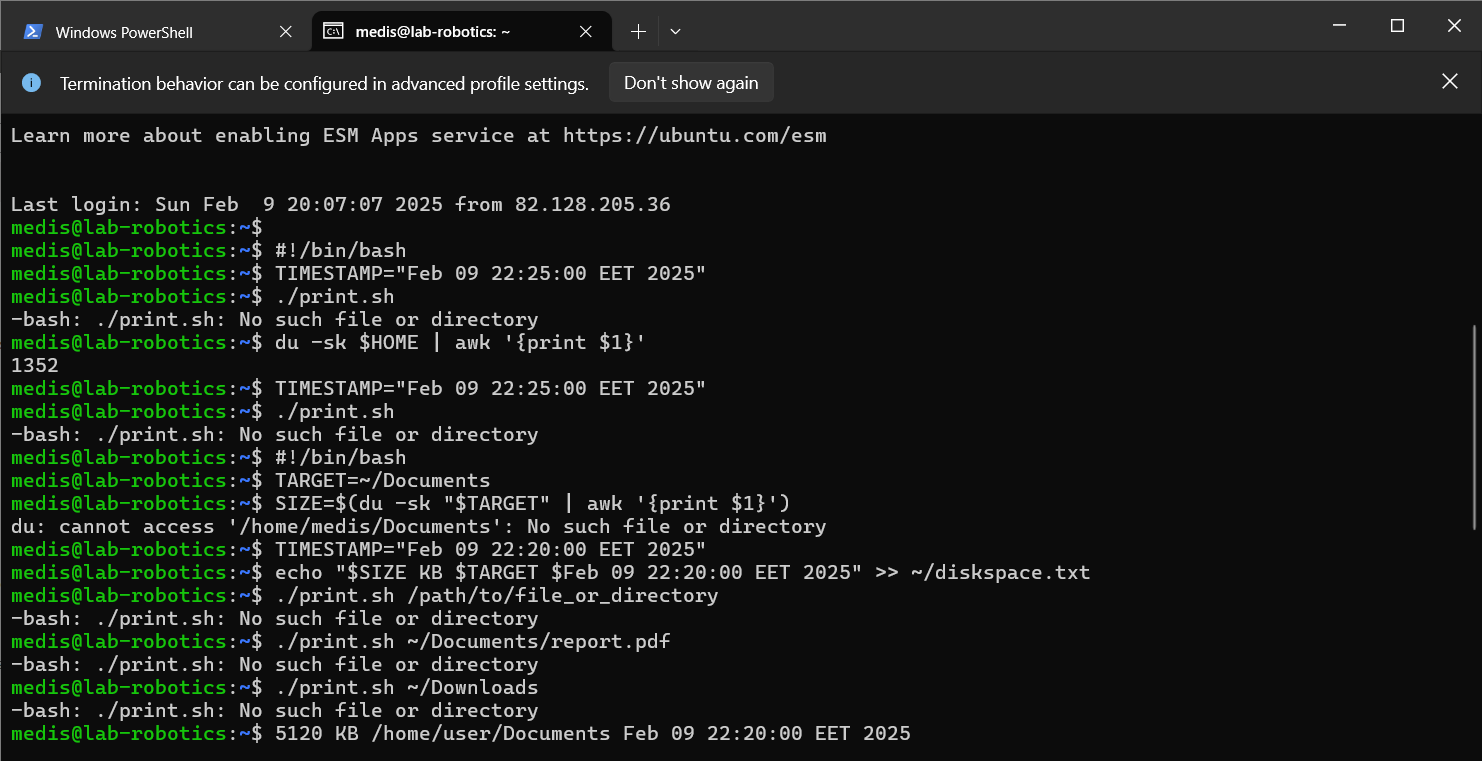 Windows PowerShell
medis@lab-robotics: ~
Termination behavior can be configured in advanced profile settings.
Don't show again
Learn more about enabling ESM Apps service at https://ubuntu.com/esm
Last login: Sun Feb  9 20:07:07 2025 from 82.128.205.36
medis@lab-robotics:~$
medis@lab-robotics:~$ #!/bin/bash
medis@lab-robotics:~$ TIMESTAMP="Feb 09 22:25:00 EET 2025"
medis@lab-robotics:~$ ./print.sh
-bash: ./print.sh: No such file or directory
medis@lab-robotics:~$ du -sk $HOME | awk '{print $1}'
1352
medis@lab-robotics:~$ TIMESTAMP="Feb 09 22:25:00 EET 2025"
medis@lab-robotics:~$ ./print.sh
-bash: ./print.sh: No such file or directory
medis@lab-robotics:~$ #!/bin/bash
medis@lab-robotics:~$ TARGET=~/Documents
medis@lab-robotics:~$ SIZE=$(du -sk "$TARGET" | awk '{print $1}')
du: cannot access '/home/medis/Documents': No such file or directory
medis@lab-robotics:~$ TIMESTAMP="Feb 09 22:20:00 EET 2025"
medis@lab-robotics:~$ echo "$SIZE KB $TARGET $Feb 09 22:20:00 EET 2025" >> ~/diskspace.txt
medis@lab-robotics:~$ ./print.sh /path/to/file_or_directory
-bash: ./print.sh: No such file or directory
medis@lab-robotics:~$ ./print.sh ~/Documents/report.pdf
-bash: ./print.sh: No such file or directory
medis@lab-robotics:~$ ./print.sh ~/Downloads
-bash: ./print.sh: No such file or directory
medis@lab-robotics:~$ 5120 KB /home/user/Documents Feb 09 22:20:00 EET 2025